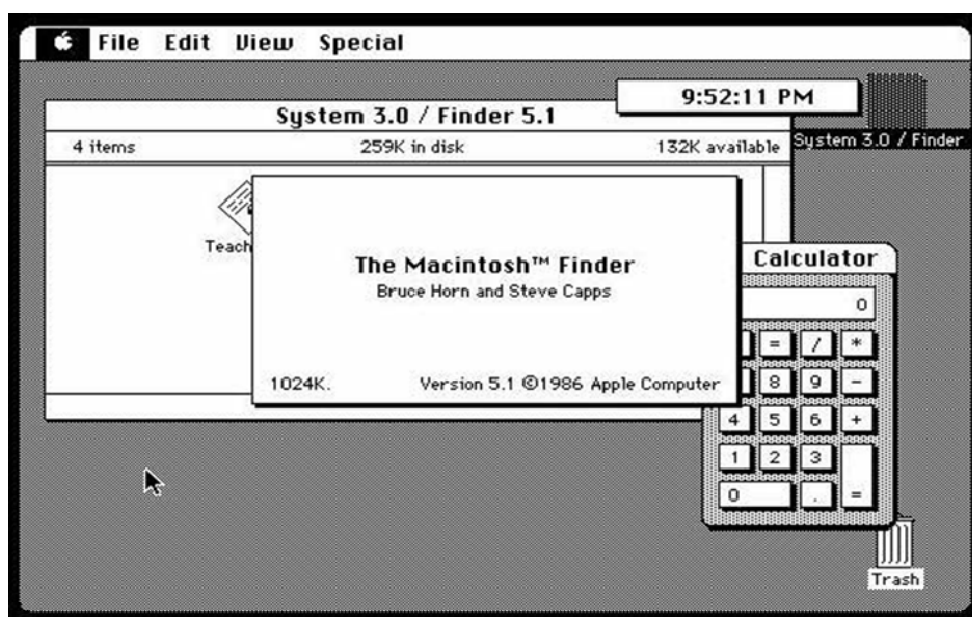 File Edit View Special
9:52:11 PM
System 3.0 / Finder 5.1
4 items 259K in disk 132K available
System 3.0 / Finder
Teach
The Macintosh™ Finder
Bruce Horn and Steve Capps
1024K. Version 5.1 ©1986 Apple Computer
Calculator
0
= / *
8 9 -
4 5 6 +
1 2 3
0 . =
Trash